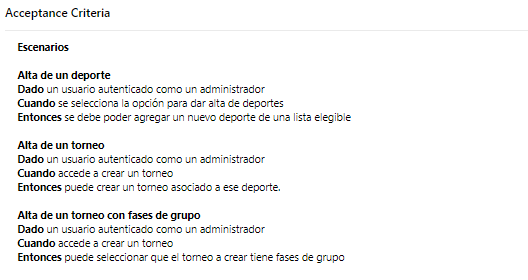 Acceptance Criteria
Escenarios
Alta de un deporte
Dado un usuario autenticado como un administrador
Cuando se selecciona la opción para dar alta de deportes
Entonces se debe poder agregar un nuevo deporte de una lista elegible
Alta de un torneo
Dado un usuario autenticado como un administrador
Cuando accede a crear un torneo
Entonces puede crear un torneo asociado a ese deporte.
Alta de un torneo con fases de grupo
Dado un usuario autenticado como un administrador
Cuando accede a crear un torneo
Entonces puede seleccionar que el torneo a crear tiene fases de grupo